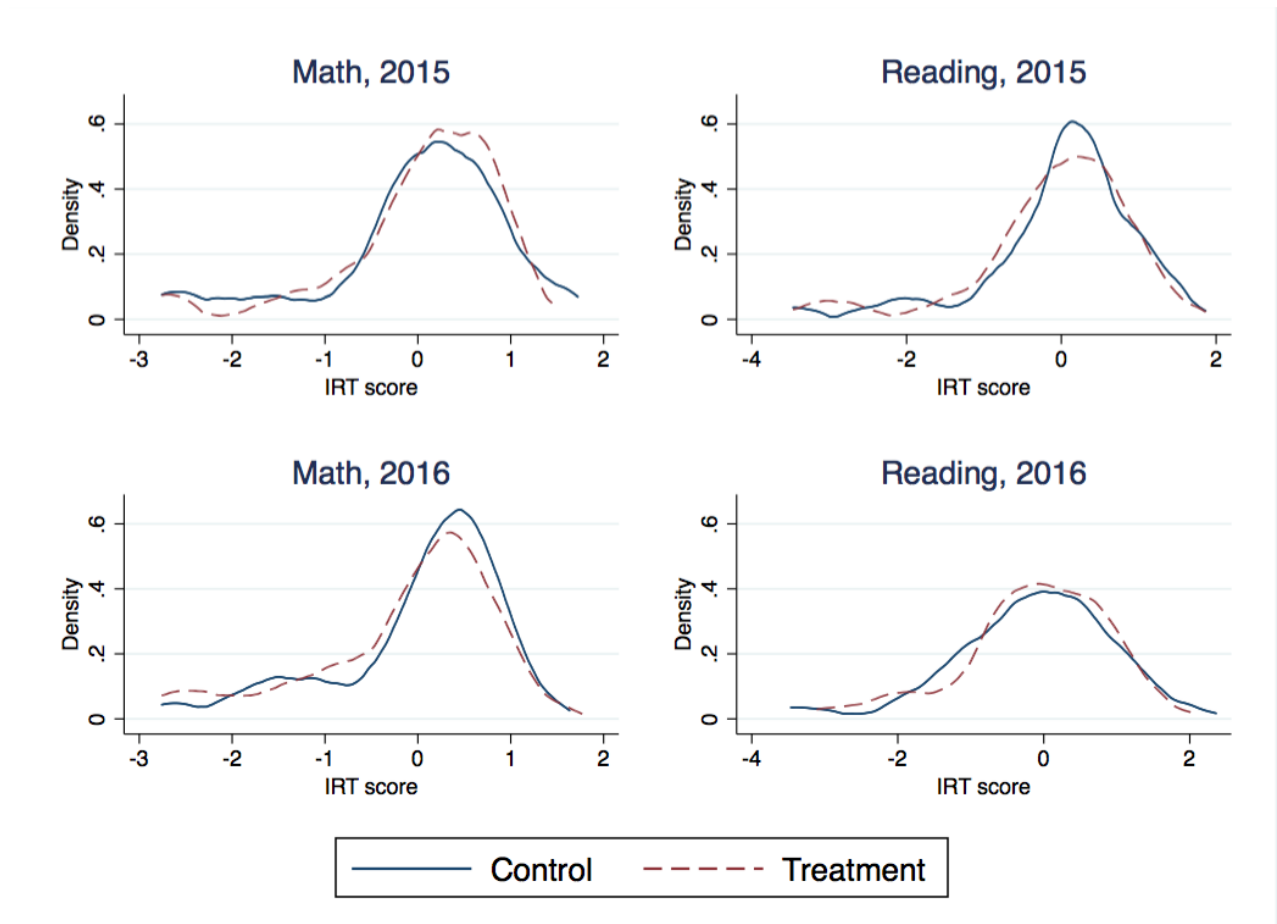 Math, 2015
Density
0 .2 .4 .6
-3 -2 -1 0 1 2
IRT score
Reading, 2015
Density
0 .2 .4 .6
-4 -2 0 2
IRT score
Math, 2016
Density
0 .2 .4 .6
-3 -2 -1 0 1 2
IRT score
Reading, 2016
Density
0 .2 .4 .6
-4 -2 0 2
IRT score
Control Treatment